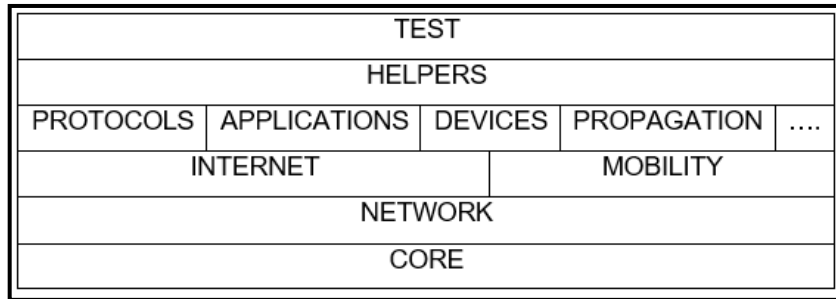 TEST
HELPERS
PROTOCOLS APPLICATIONS DEVICES PROPAGATION ....
INTERNET MOBILITY
NETWORK
CORE